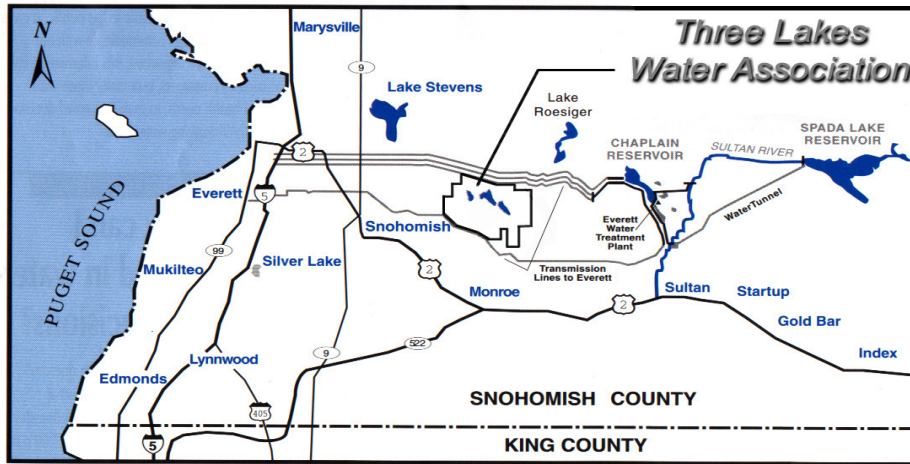 N
Three Lakes
Water Association
Marysville
9
Lake Stevens
Lake
Roesiger
CHAPLAIN
RESERVOIR
SULTAN RIVER
SPADA LAKE
RESERVOIR
2
Everett
5
Snohomish
Everett
Water
Treatment
Plant
WaterTunnel
PUGET SOUND
99
Mukilteo
Silver Lake
2
Transmission
Lines to Everett
Monroe
2
Sultan
Startup
Gold Bar
Index
Lynnwood
9
522
Edmonds
405
5
SNOHOMISH COUNTY
KING COUNTY